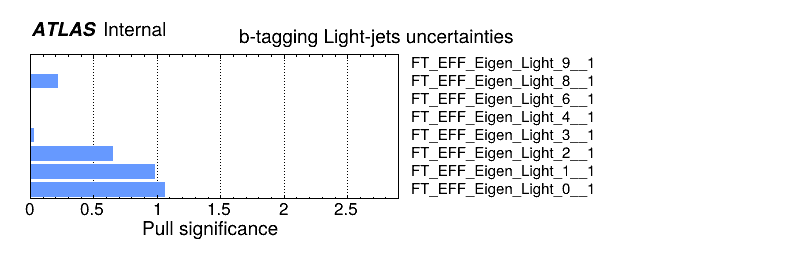 ATLAS Internal
b-tagging Light-jets uncertainties
FT_EFF_Eigen_Light_9__1
FT_EFF_Eigen_Light_8__1
FT_EFF_Eigen_Light_6__1
FT_EFF_Eigen_Light_4__1
FT_EFF_Eigen_Light_3__1
FT_EFF_Eigen_Light_2__1
FT_EFF_Eigen_Light_1__1
FT_EFF_Eigen_Light_0__1
0 0.5 1 1.5 2 2.5
Pull significance